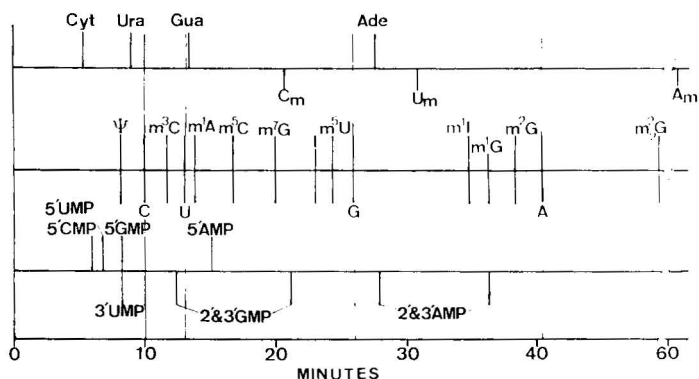 Cyt Ura Gua Ade
Cm Um Am
Ψ m³C m¹A m⁵C m⁷G m⁵U m¹I m¹G m²G m²₂G
C U G A
5'UMP
5'CMP 5'GMP 5'AMP
3'UMP 2'&3'GMP 2'&3'AMP
0 10 20 30 40 50 60
MINUTES